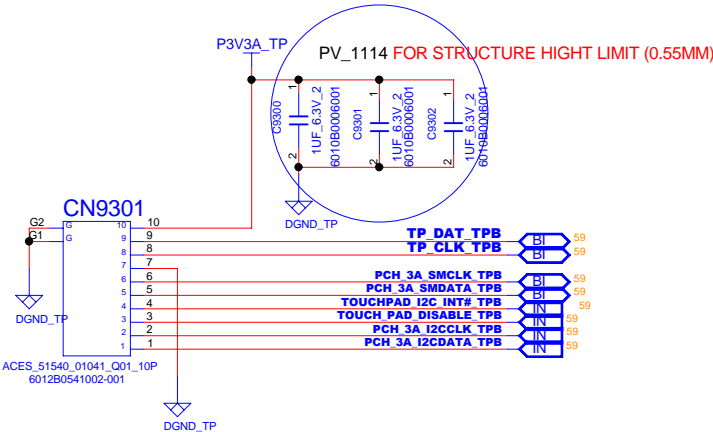 P3V3A_TP
PV_1114 FOR STRUCTURE HIGHT LIMIT (0.55MM)
1
C9300
1UF_6.3V_2
6010B0006001
2
1
C9301
1UF_6.3V_2
6010B0006001
2
1
C9302
1UF_6.3V_2
6010B0006001
2
DGND_TP
CN9301
G2 G 10 10
G1 G 9 9 TP_DAT_TPB BI 59
8 8 TP_CLK_TPB BI 59
7 7
6 6 PCH_3A_SMCLK_TPB BI 59
5 5 PCH_3A_SMDATA_TPB BI 59
4 4 TOUCHPAD_I2C_INT#_TPB IN 59
3 3 TOUCH_PAD_DISABLE_TPB IN 59
2 2 PCH_3A_I2CCLK_TPB IN 59
1 1 PCH_3A_I2CDATA_TPB IN 59
DGND_TP
ACES_51540_01041_Q01_10P
6012B0541002-001
DGND_TP